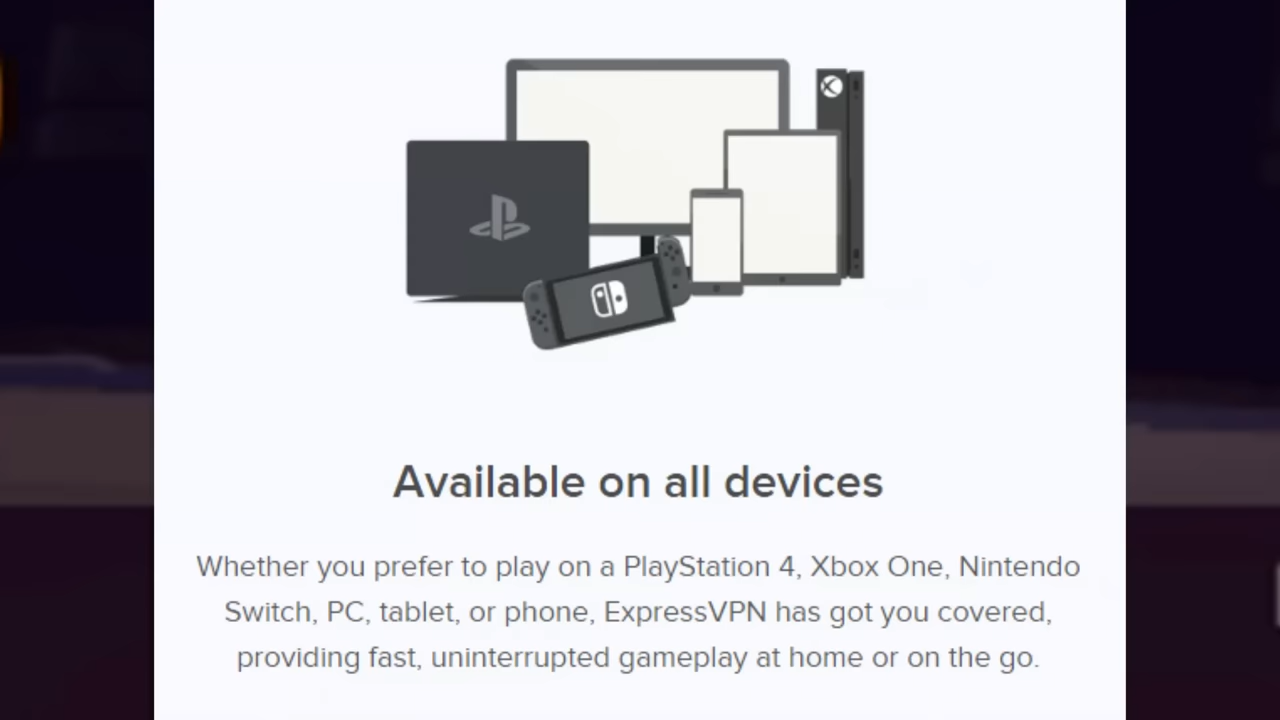 Available on all devices
Whether you prefer to play on a PlayStation 4, Xbox One, Nintendo
Switch, PC, tablet, or phone, ExpressVPN has got you covered,
providing fast, uninterrupted gameplay at home or on the go.